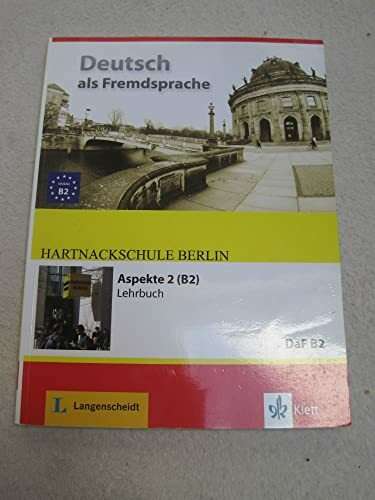 Deutsch
als Fremdsprache
B2
HARTNACKSCHULE BERLIN
Aspekte 2 (B2)
Lehrbuch
DaF B2
L Langenscheidt
Klett